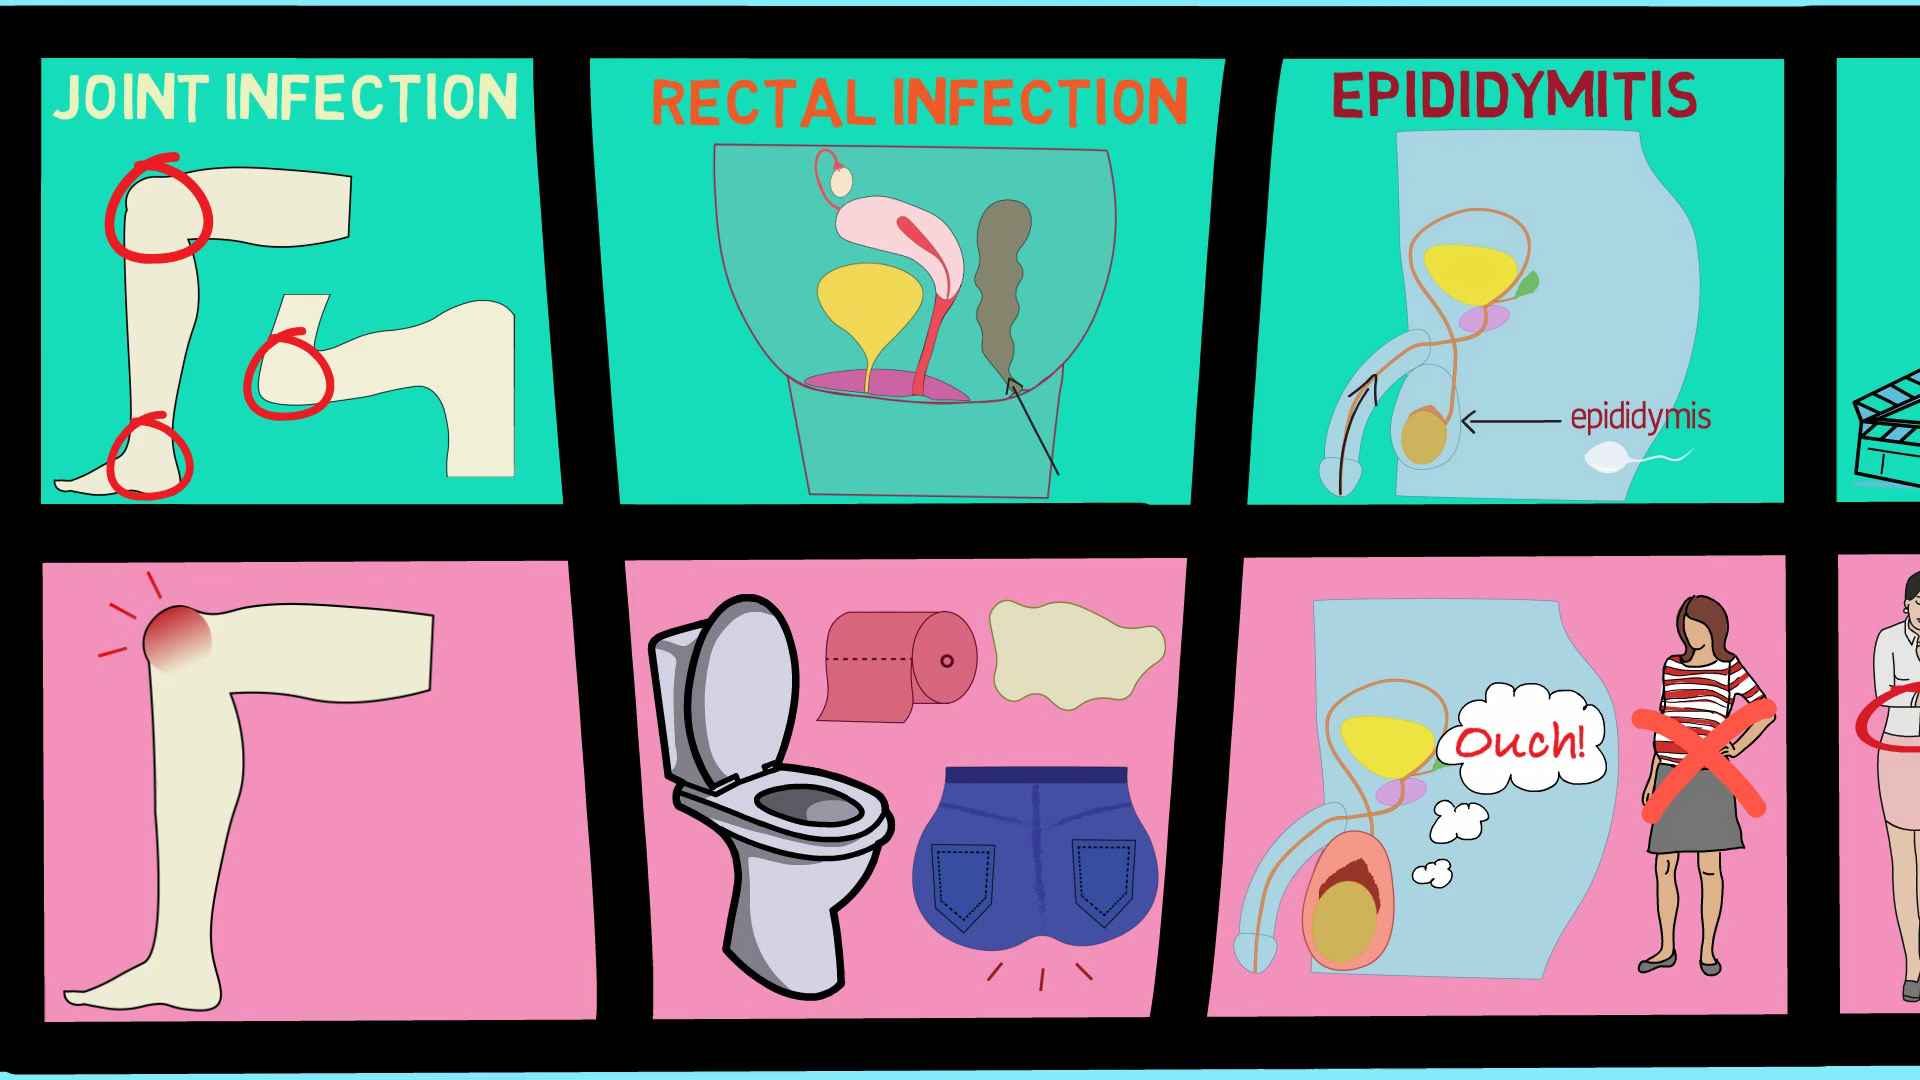 JOINT INFECTION
RECTAL INFECTION
EPIDIDYMITIS
epididymis
Ouch!